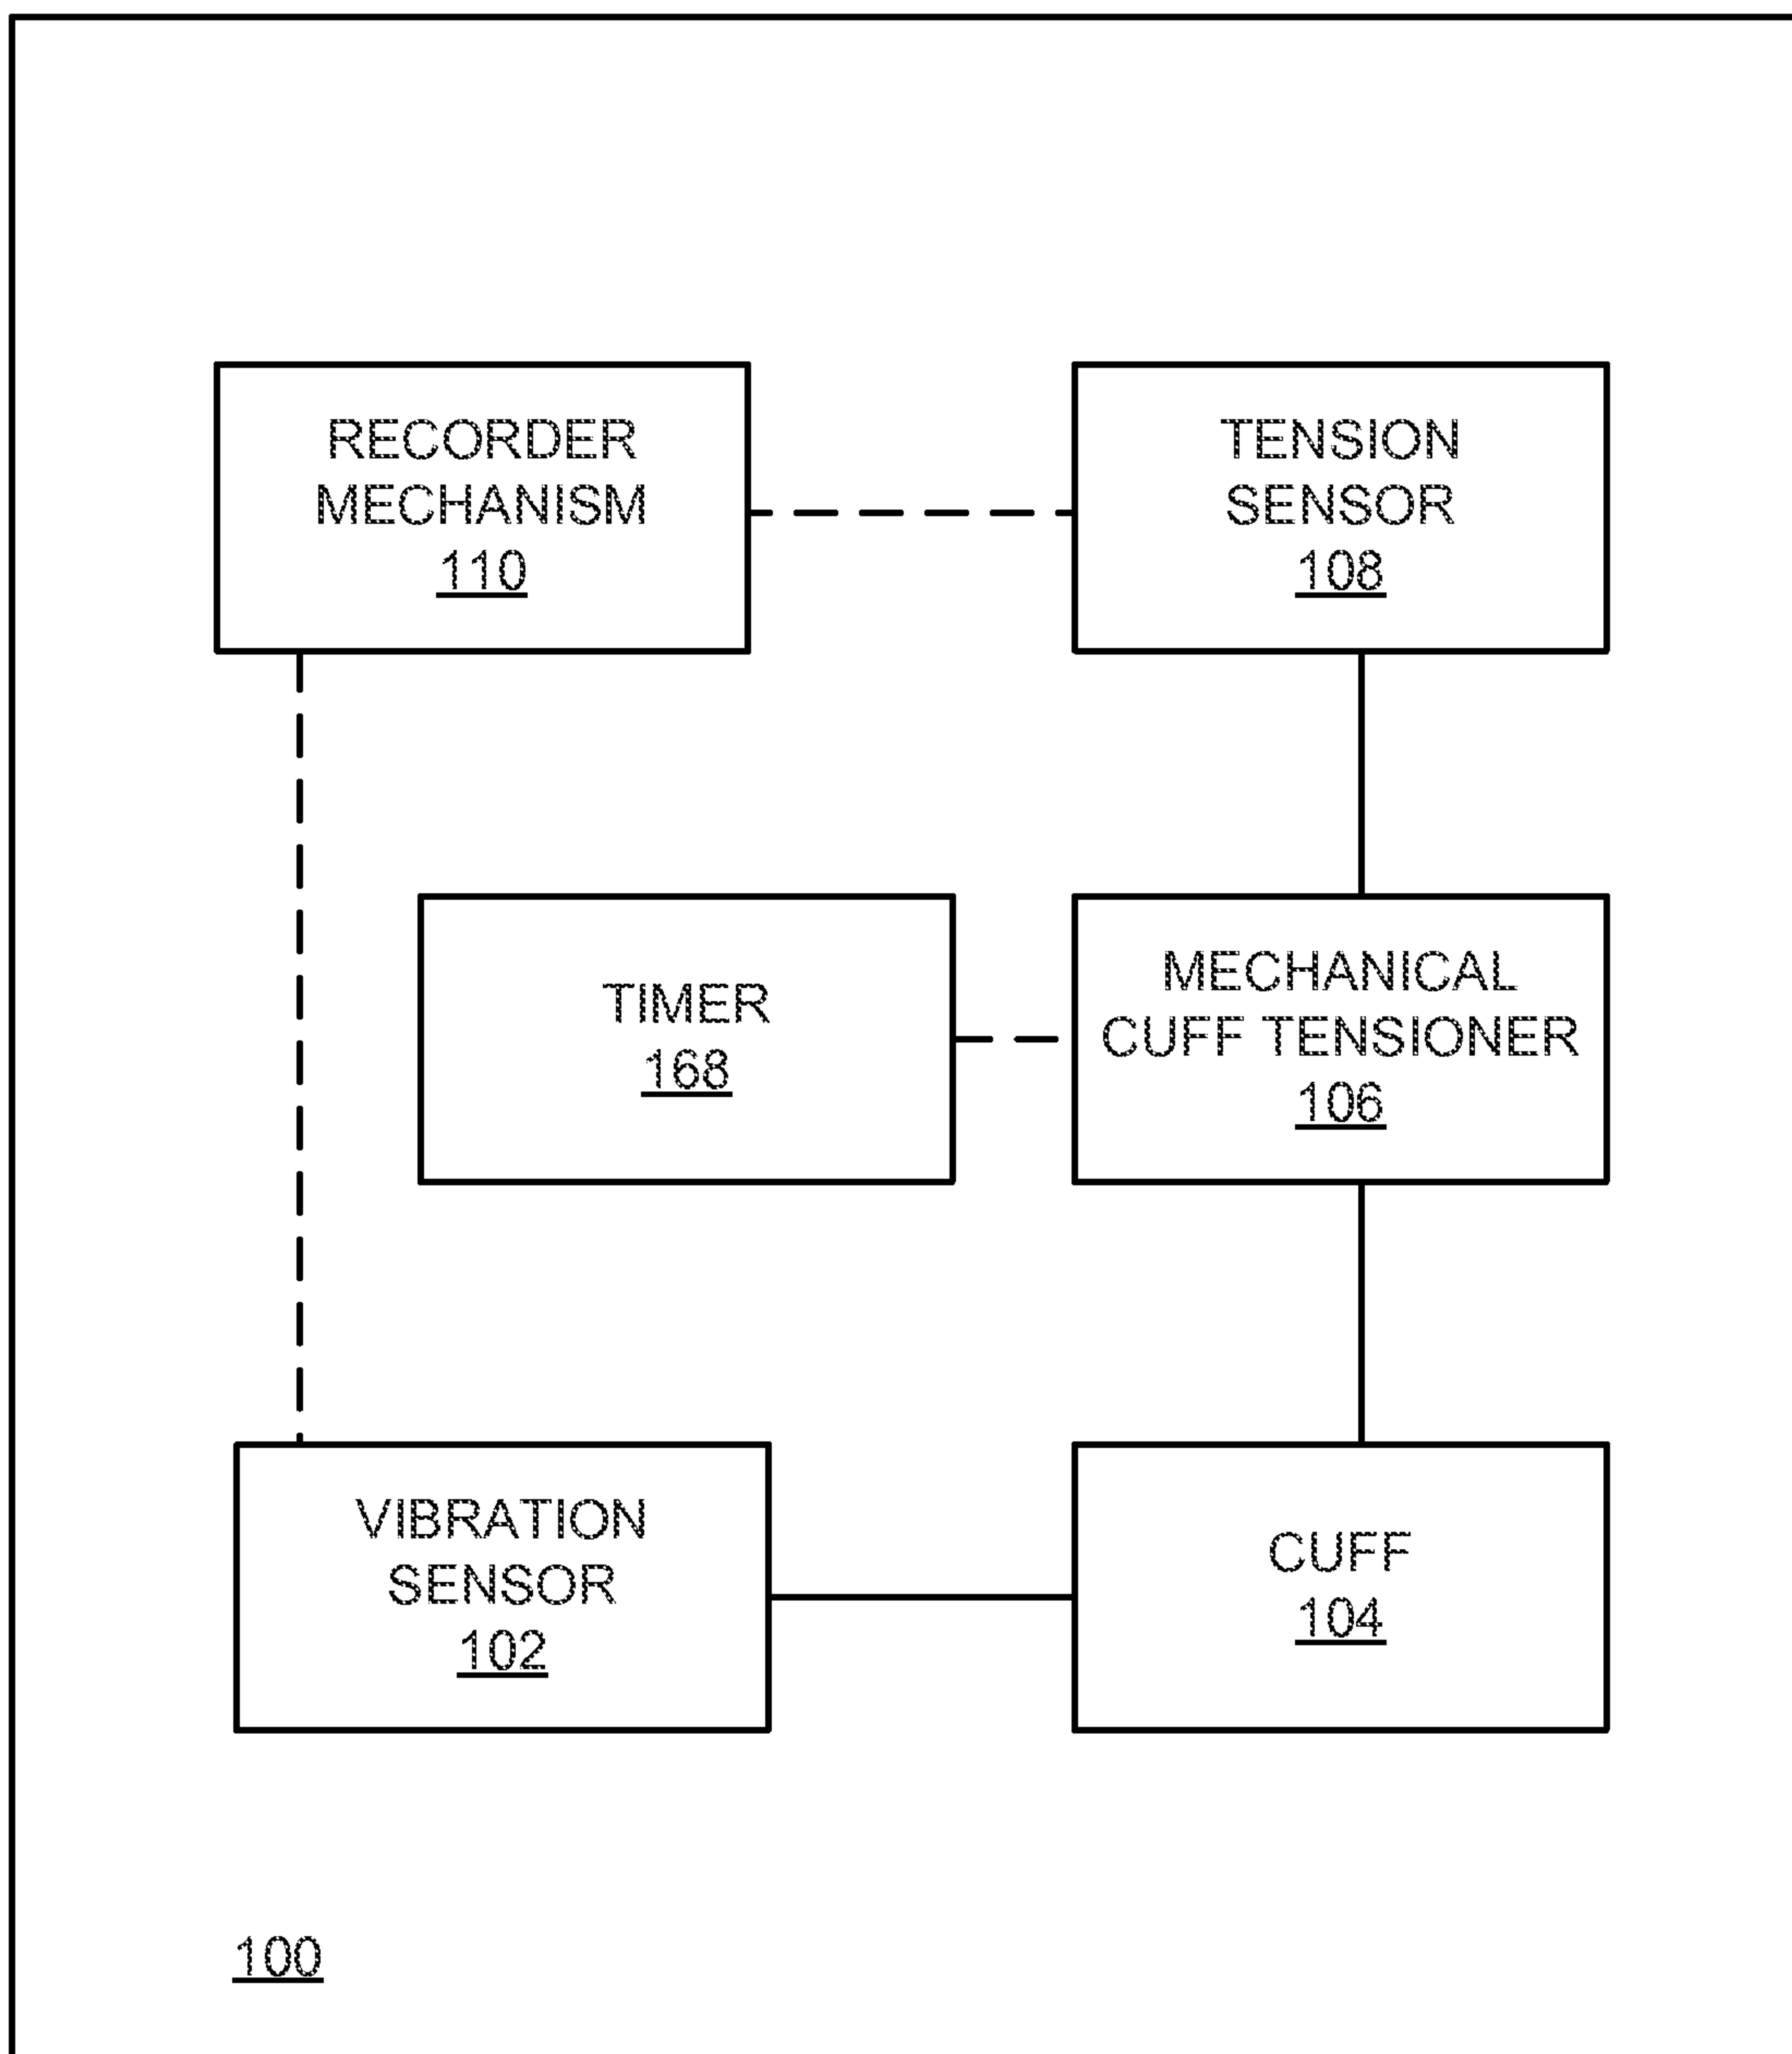 RECORDER
MECHANISM
110
TENSION
SENSOR
108
TIMER
168
MECHANICAL
CUFF TENSIONER
106
VIBRATION
SENSOR
102
CUFF
104
100